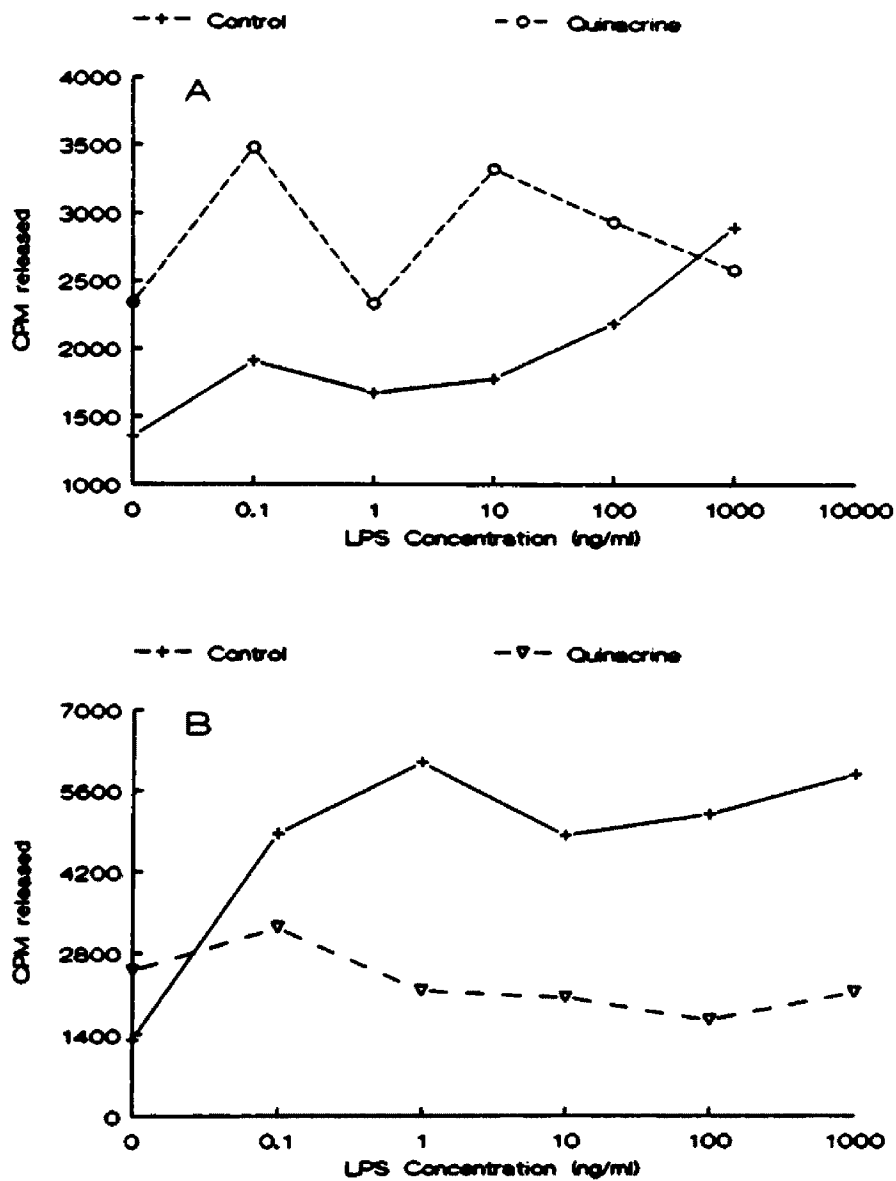 Control Quinacrine
A
4000
3500
3000
2500
2000
1500
1000
CPM released
0 0.1 1 10 100 1000 10000
LPS Concentration (ng/ml)
Control Quinacrine
B
7000
5600
4200
2800
1400
0
CPM released
0 0.1 1 10 100 1000
LPS Concentration (ng/ml)